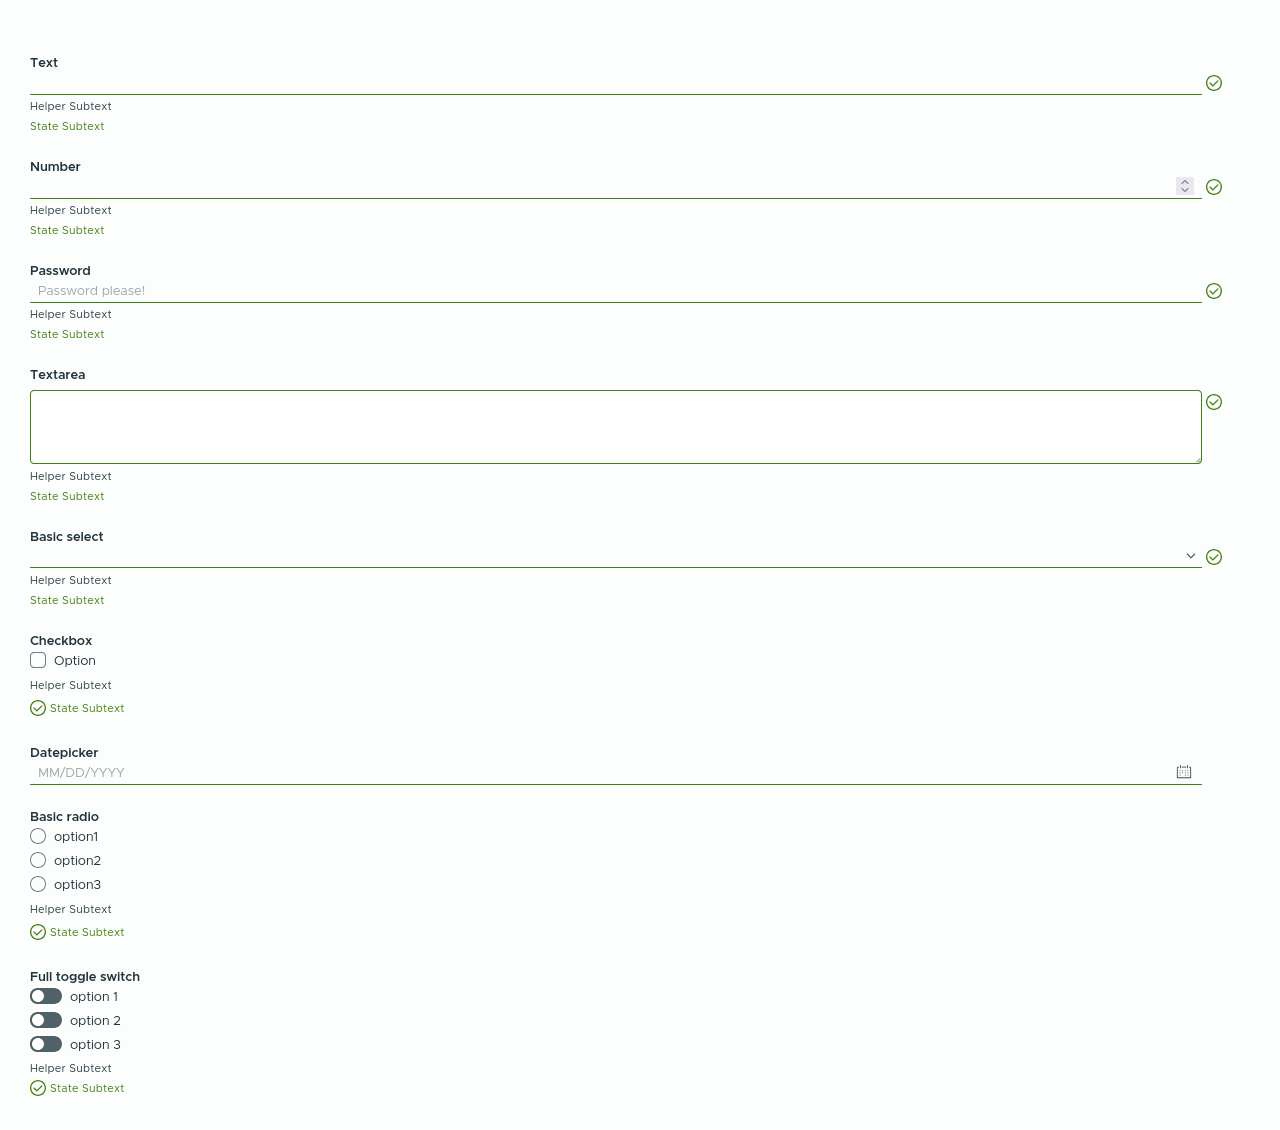 Text
Helper Subtext
State Subtext
Number
Helper Subtext
State Subtext
Password
Password please!
Helper Subtext
State Subtext
Textarea
Helper Subtext
State Subtext
Basic select
Helper Subtext
State Subtext
Checkbox
Option
Helper Subtext
State Subtext
Datepicker
MM/DD/YYYY
Basic radio
option1
option2
option3
Helper Subtext
State Subtext
Full toggle switch
option 1
option 2
option 3
Helper Subtext
State Subtext